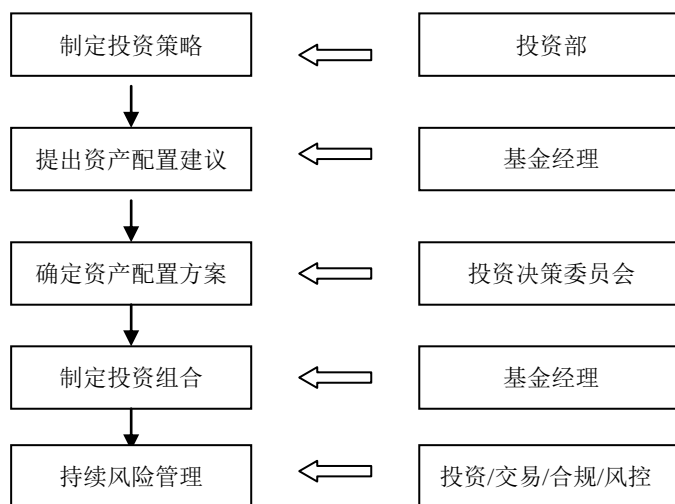 制定投资策略
投资部
提出资产配置建议
基金经理
确定资产配置方案
投资决策委员会
制定投资组合
基金经理
持续风险管理
投资/交易/合规/风控